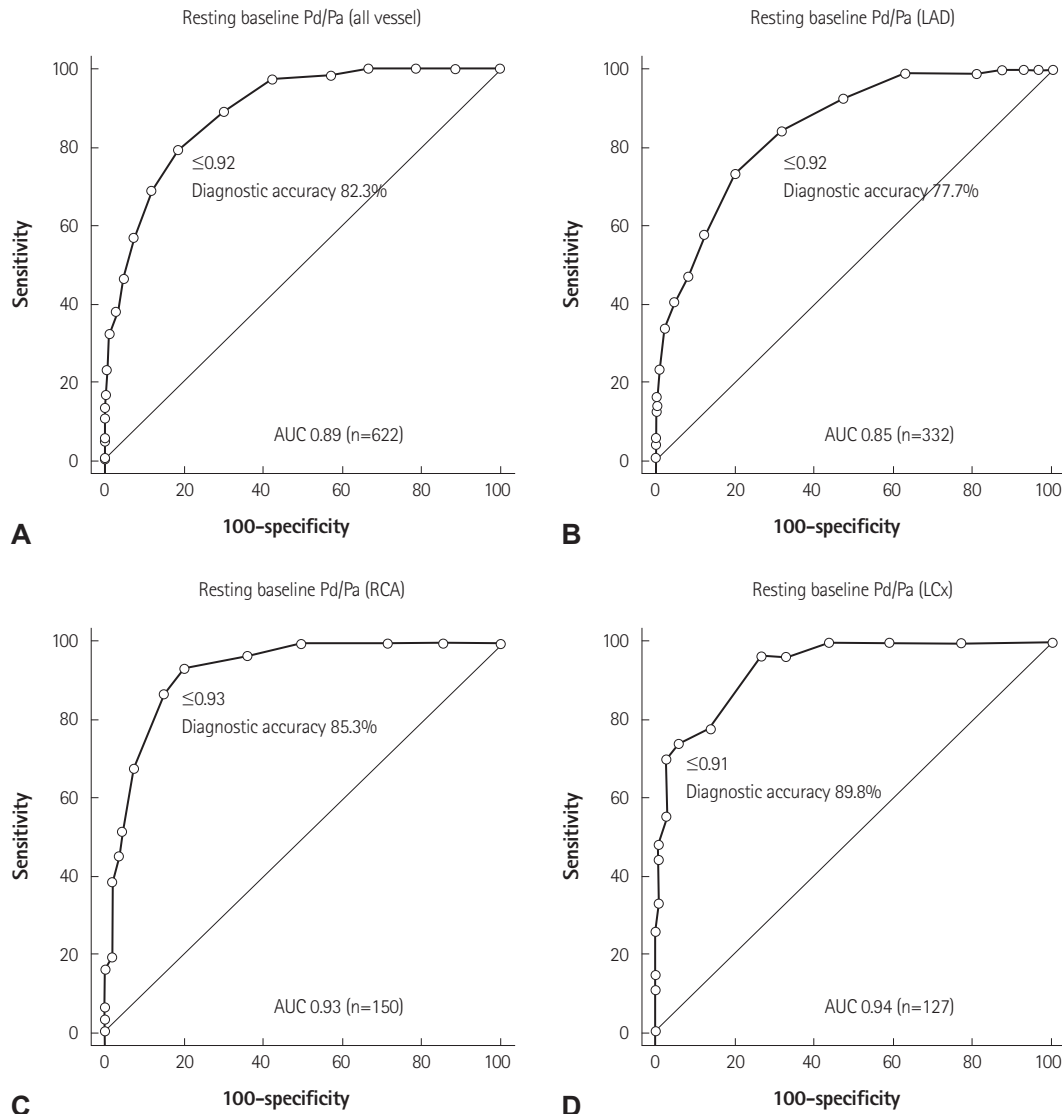 Resting baseline Pd/Pa (all vessel)
100
80
60
40
20
0
Sensitivity
≤0.92
Diagnostic accuracy 82.3%
AUC 0.89 (n=622)
0 20 40 60 80 100
100-specificity
A
Resting baseline Pd/Pa (LAD)
100
80
60
40
20
0
Sensitivity
≤0.92
Diagnostic accuracy 77.7%
AUC 0.85 (n=332)
0 20 40 60 80 100
100-specificity
B
Resting baseline Pd/Pa (RCA)
100
80
60
40
20
0
Sensitivity
≤0.93
Diagnostic accuracy 85.3%
AUC 0.93 (n=150)
0 20 40 60 80 100
100-specificity
C
Resting baseline Pd/Pa (LCx)
100
80
60
40
20
0
Sensitivity
≤0.91
Diagnostic accuracy 89.8%
AUC 0.94 (n=127)
0 20 40 60 80 100
100-specificity
D